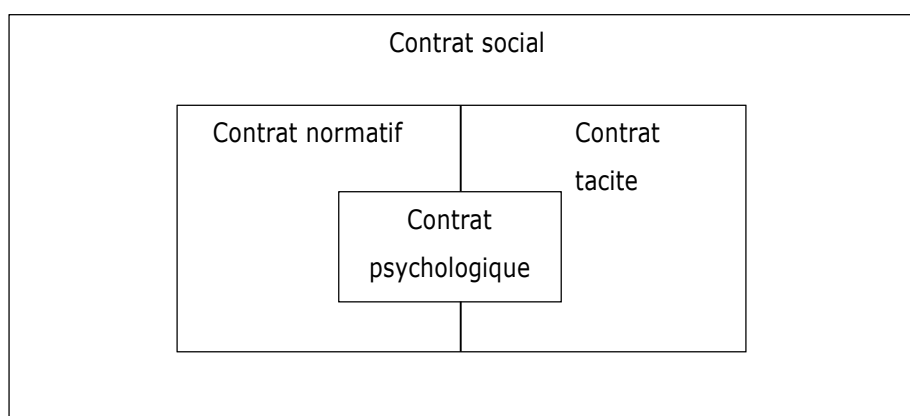 Contrat social
Contrat normatif
Contrat
tacite
Contrat
psychologique